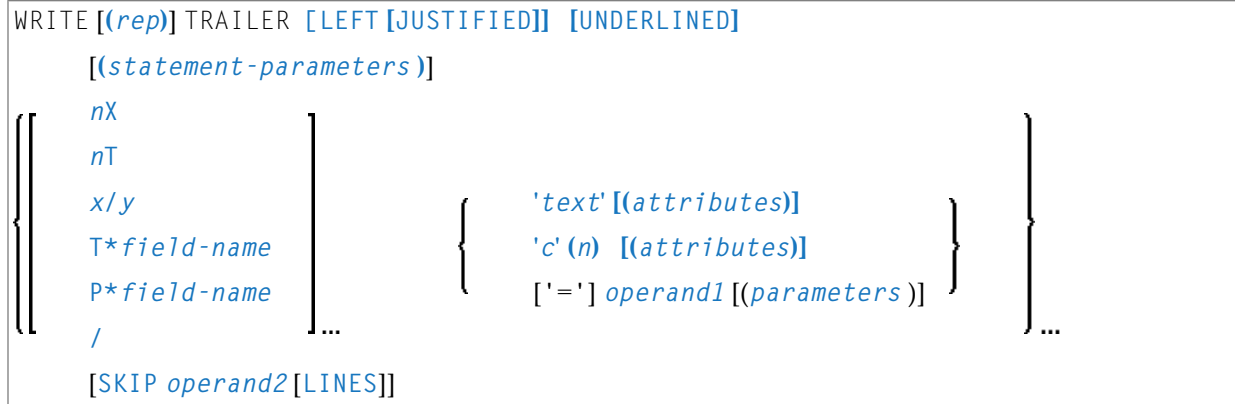 WRITE [(rep)] TRAILER [LEFT [JUSTIFIED]] [UNDERLINED]
[(statement-parameters )]
nX
nT
x/y 'text' [(attributes)]
T*field-name 'c' (n) [(attributes)]
P*field-name ['='] operand1 [(parameters )]
/ ... ...
[SKIP operand2 [LINES]]